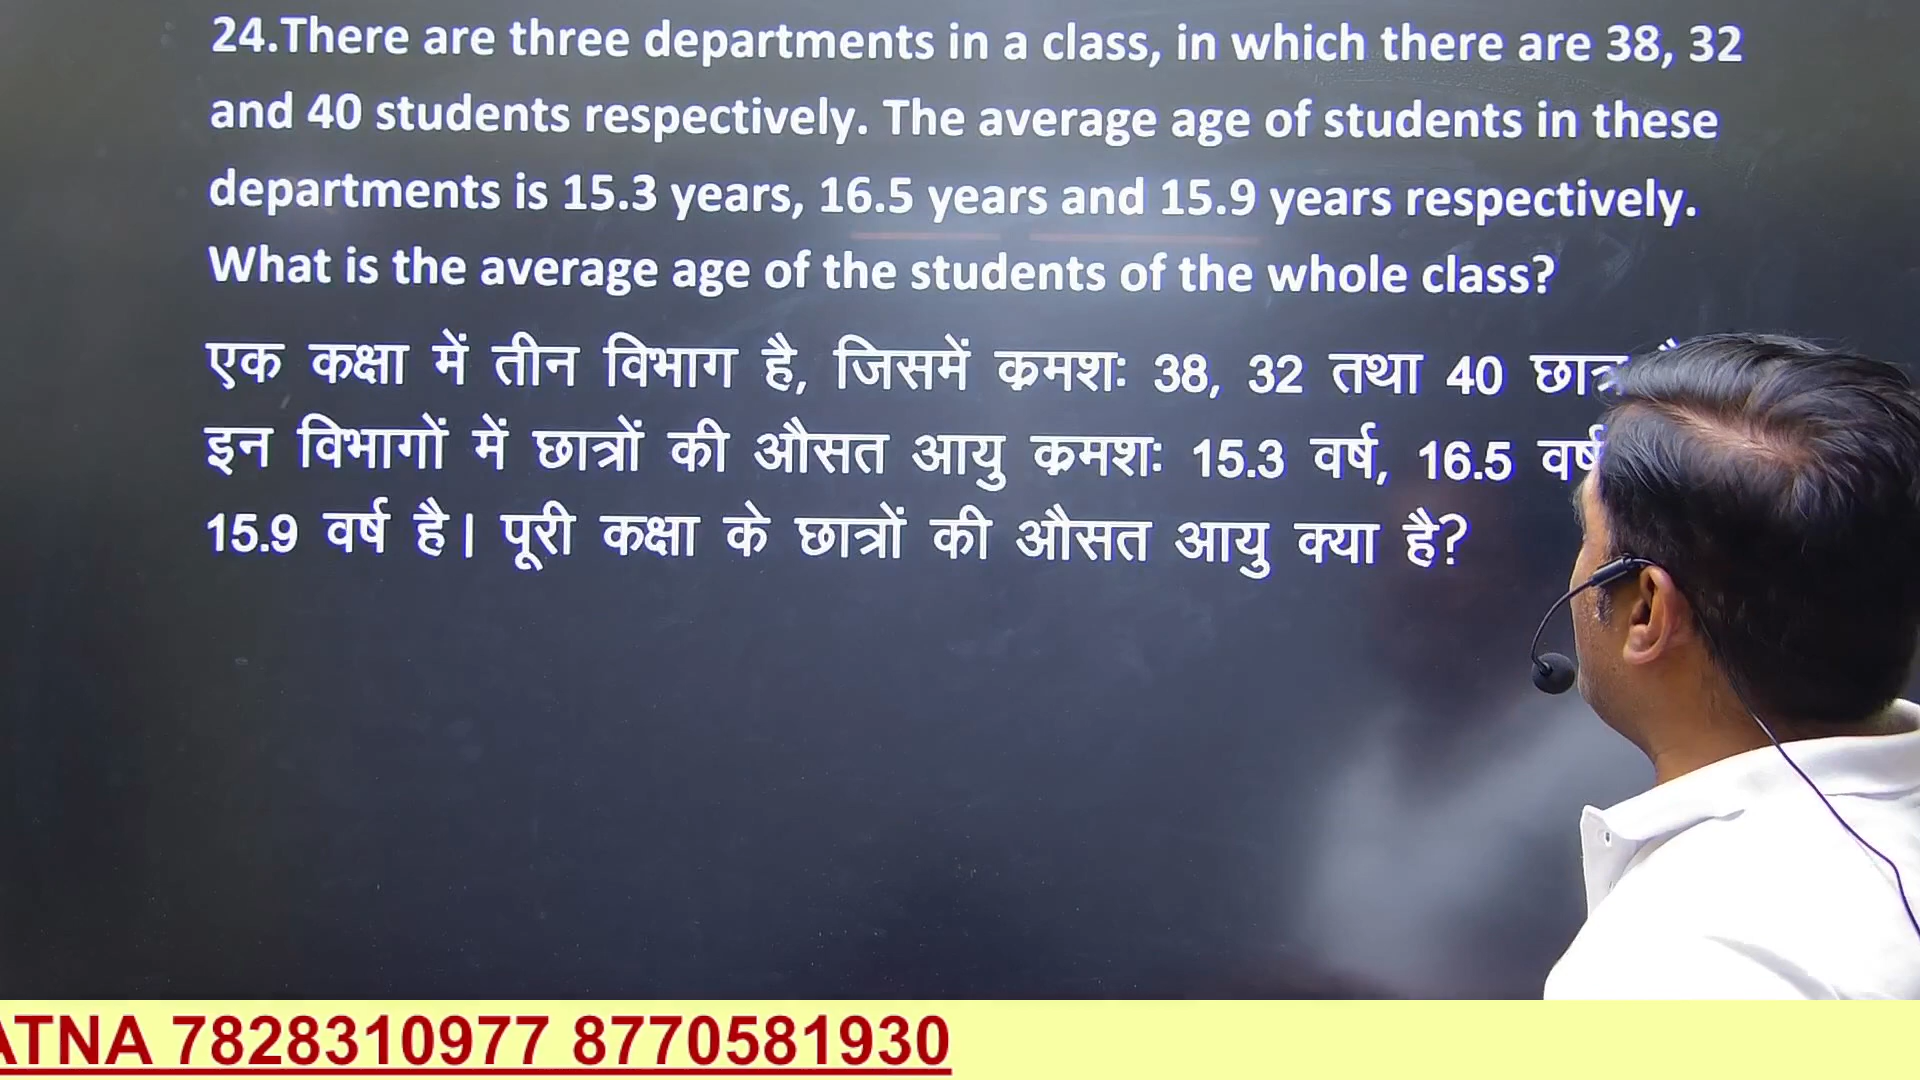 24.There are three departments in a class, in which there are 38, 32
and 40 students respectively. The average age of students in these
departments is 15.3 years, 16.5 years and 15.9 years respectively.
What is the average age of the students of the whole class?
एक कक्षा में तीन विभाग है, जिसमें क्रमशः 38, 32 तथा 40 छात्र
इन विभागों में छात्रों की औसत आयु क्रमशः 15.3 वर्ष, 16.5 वर्ष
15.9 वर्ष है। पूरी कक्षा के छात्रों की औसत आयु क्या है?
ATNA 7828310977 8770581930